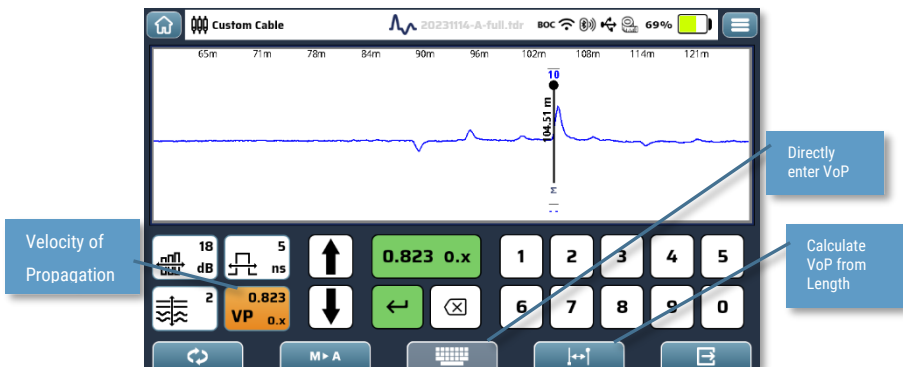 Custom Cable
20231114-A-full.tdr
BOC
69%
65m 71m 78m 84m 90m 96m 102m 108m 114m 121m
10
104.51 m
Directly
enter VoP
Velocity of
Propagation
18
dB
5
ns
0.823 0.x
1 2 3 4 5
Calculate
VoP from
Length
2
0.823
VP 0.x
6 7 8 9 0
M▸A